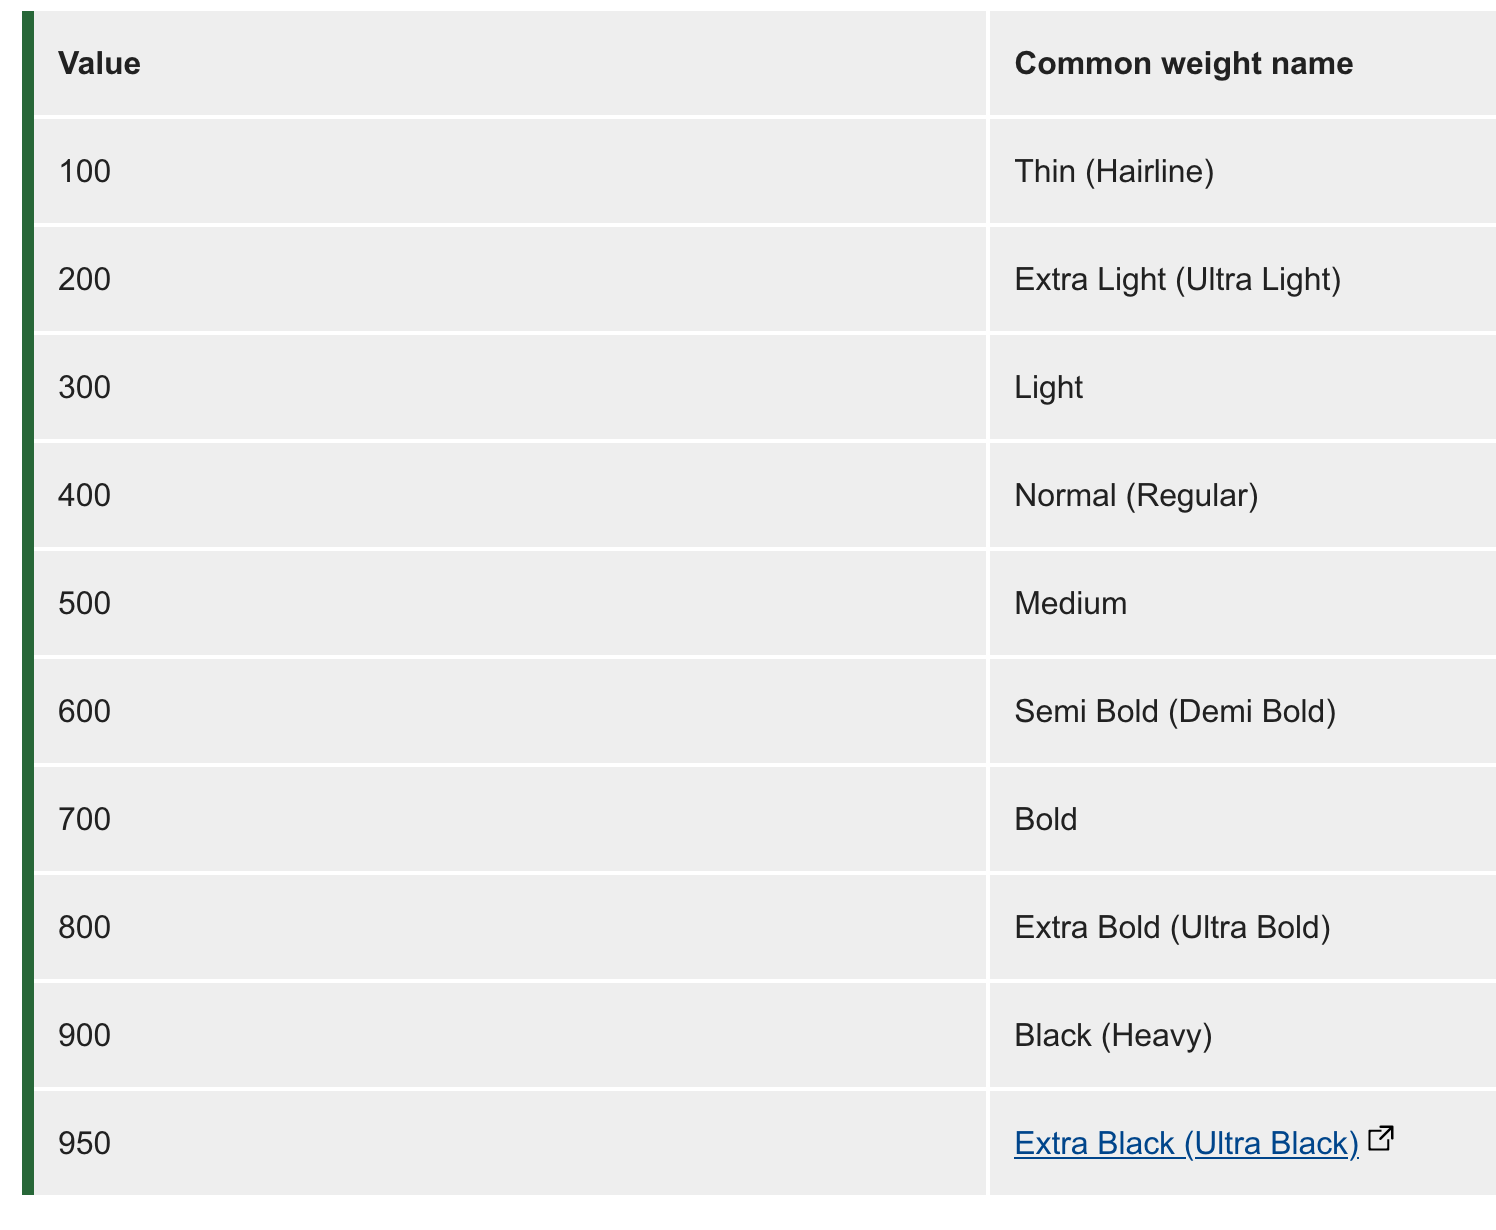 Value Common weight name
100 Thin (Hairline)
200 Extra Light (Ultra Light)
300 Light
400 Normal (Regular)
500 Medium
600 Semi Bold (Demi Bold)
700 Bold
800 Extra Bold (Ultra Bold)
900 Black (Heavy)
950 Extra Black (Ultra Black)